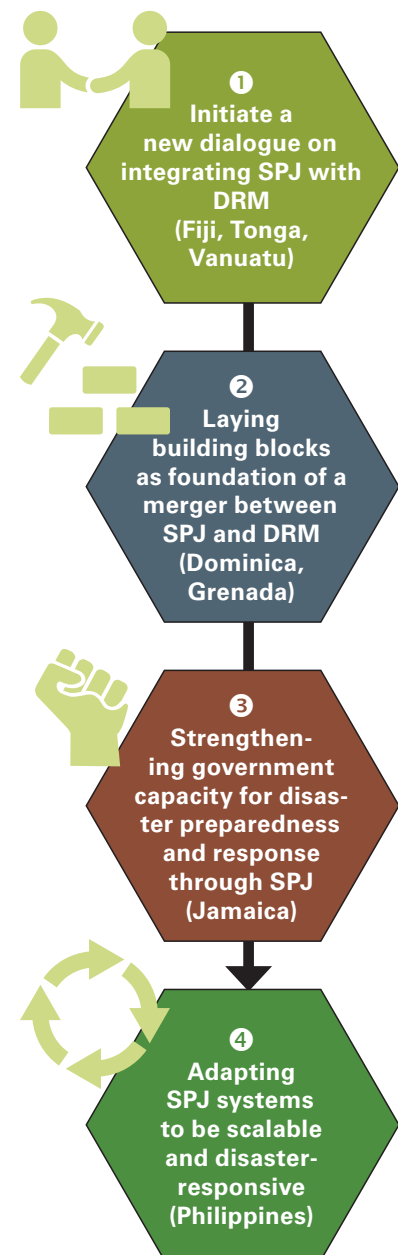 ❶
Initiate a
new dialogue on
integrating SPJ with
DRM
(Fiji, Tonga,
Vanuatu)
❷
Laying
building blocks
as foundation of a
merger between
SPJ and DRM
(Dominica,
Grenada)
❸
Strengthen-
ing government
capacity for disas-
ter preparedness
and response
through SPJ
(Jamaica)
❹
Adapting
SPJ systems
to be scalable
and disaster-
responsive
(Philippines)